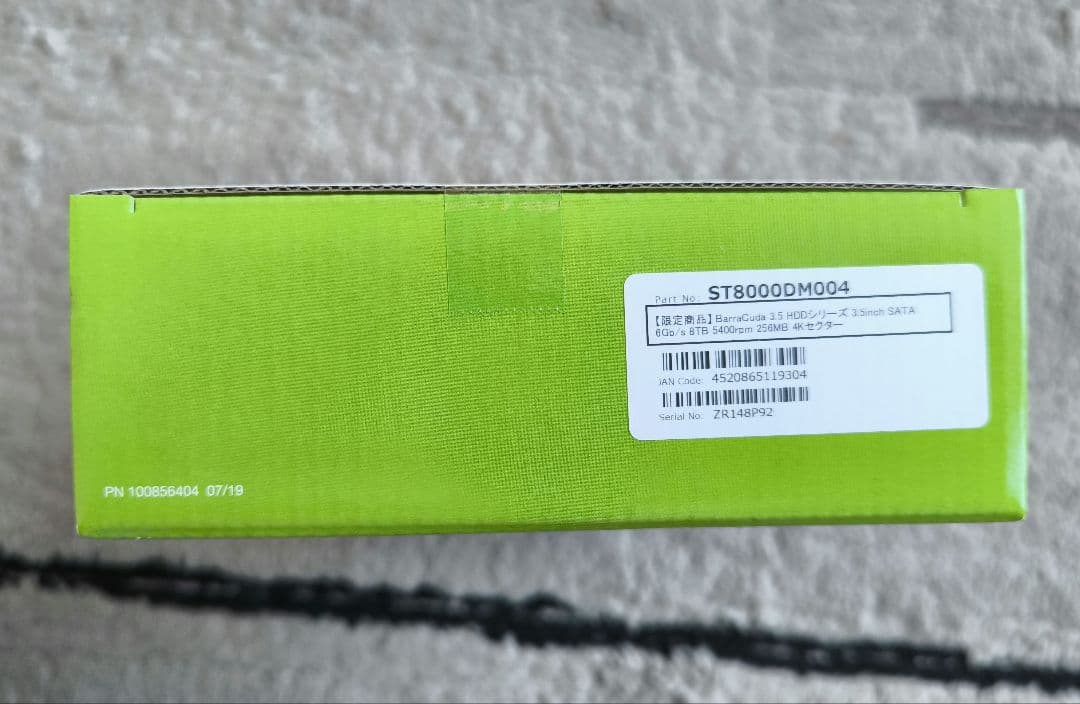 Part No: ST8000DM004
【限定商品】BarraCuda 3.5 HDDシリーズ 3.5inch SATA
6Gb/s 8TB 5400rpm 256MB 4Kセクター
JAN Code: 4520865119304
Serial No: ZR148P92
PN 100856404 07/19